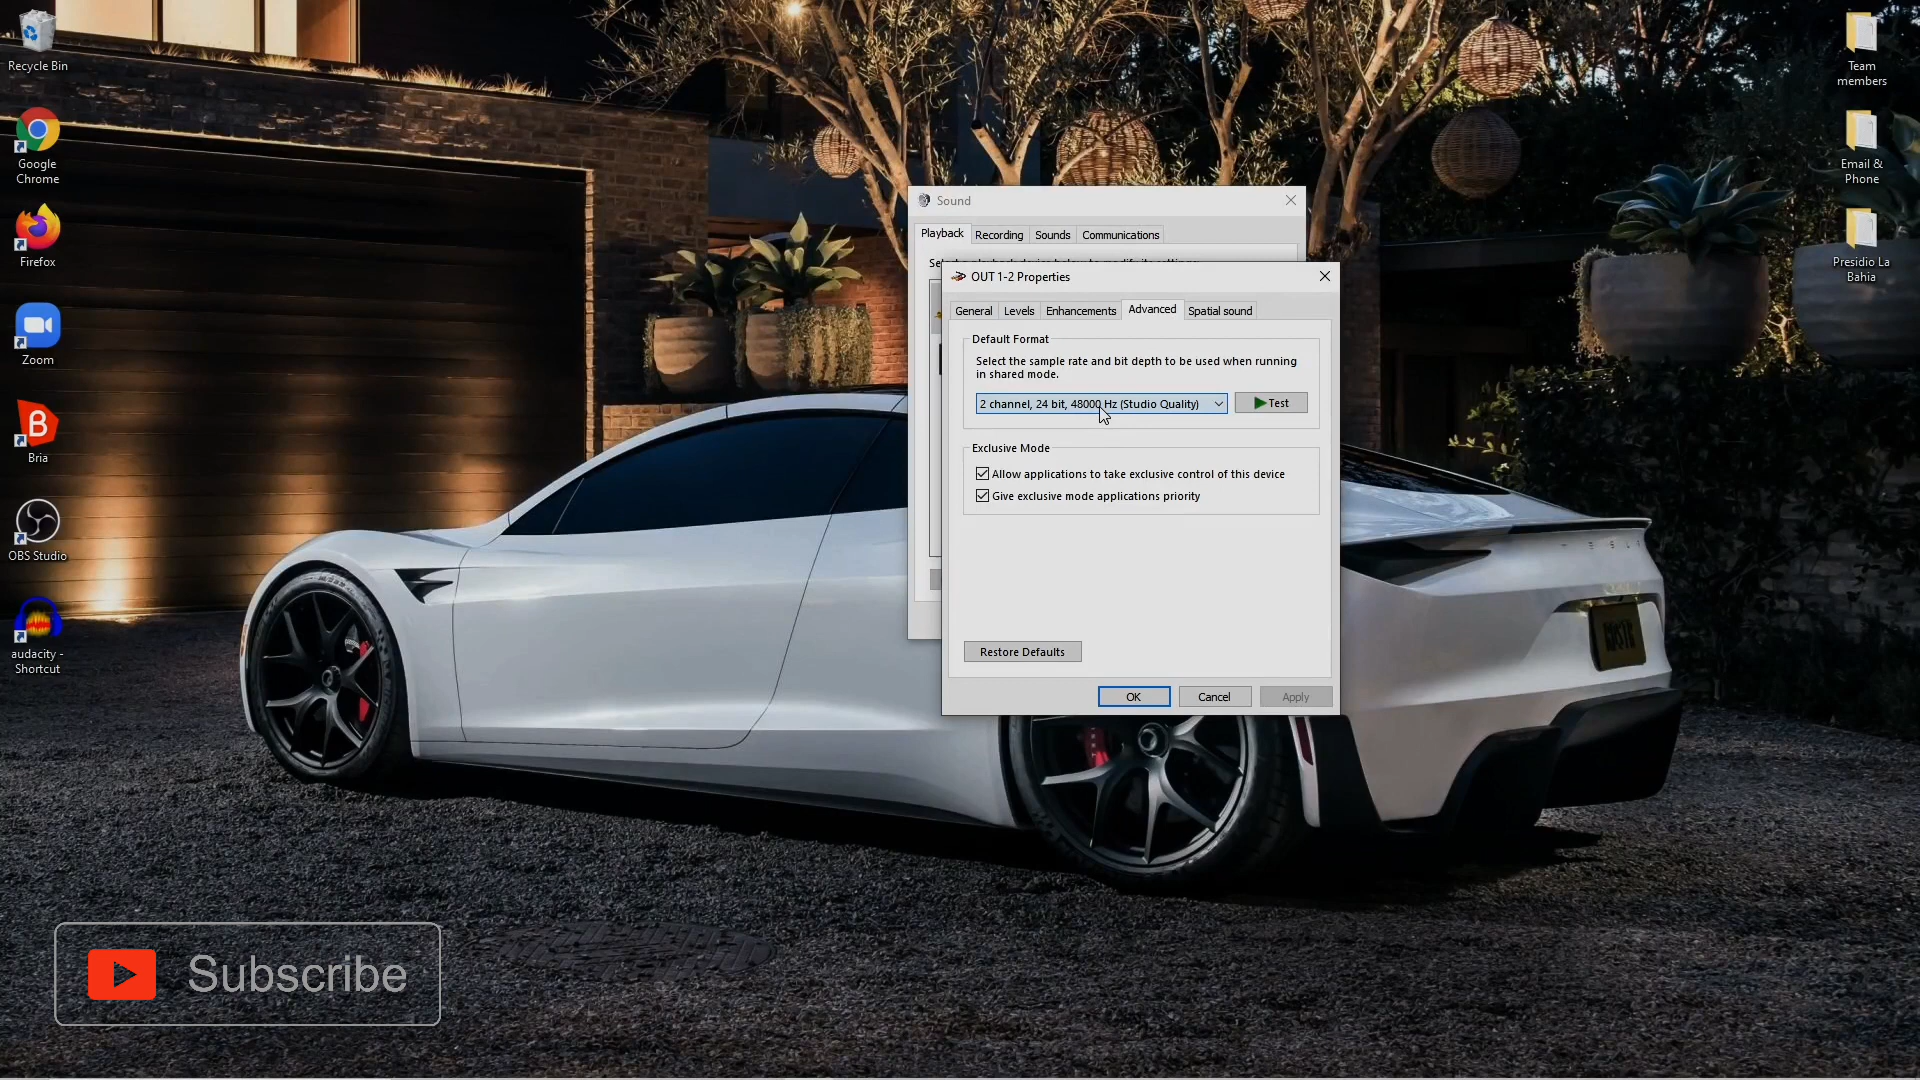 Recycle Bin
Google
Chrome
Firefox
Zoom
B
Bria
OBS Studio
audacity -
Shortcut
Team
members
Email &
Phone
Presidio La
Bahia
Sound
Playback
Recording
Sounds
Communications
OUT 1-2 Properties
General
Levels
Enhancements
Advanced
Spatial sound
Default Format
Select the sample rate and bit depth to be used when running
in shared mode.
2 channel, 24 bit, 48000 Hz (Studio Quality)
Test
Exclusive Mode
Allow applications to take exclusive control of this device
Give exclusive mode applications priority
Restore Defaults
OK
Cancel
Apply
Subscribe